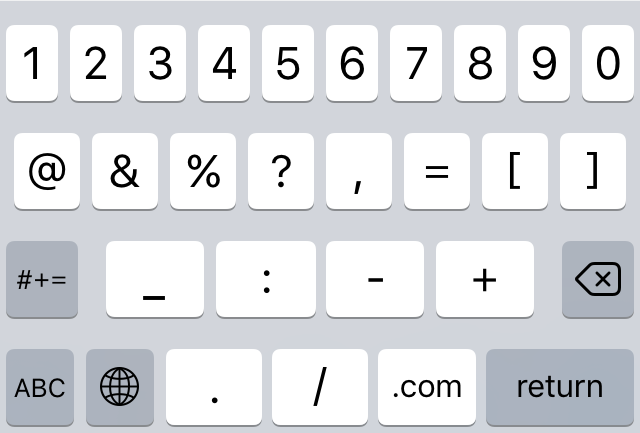 1 2 3 4 5 6 7 8 9 0
@ & % ? , = [ ]
#+= _ : - +
ABC . / .com return